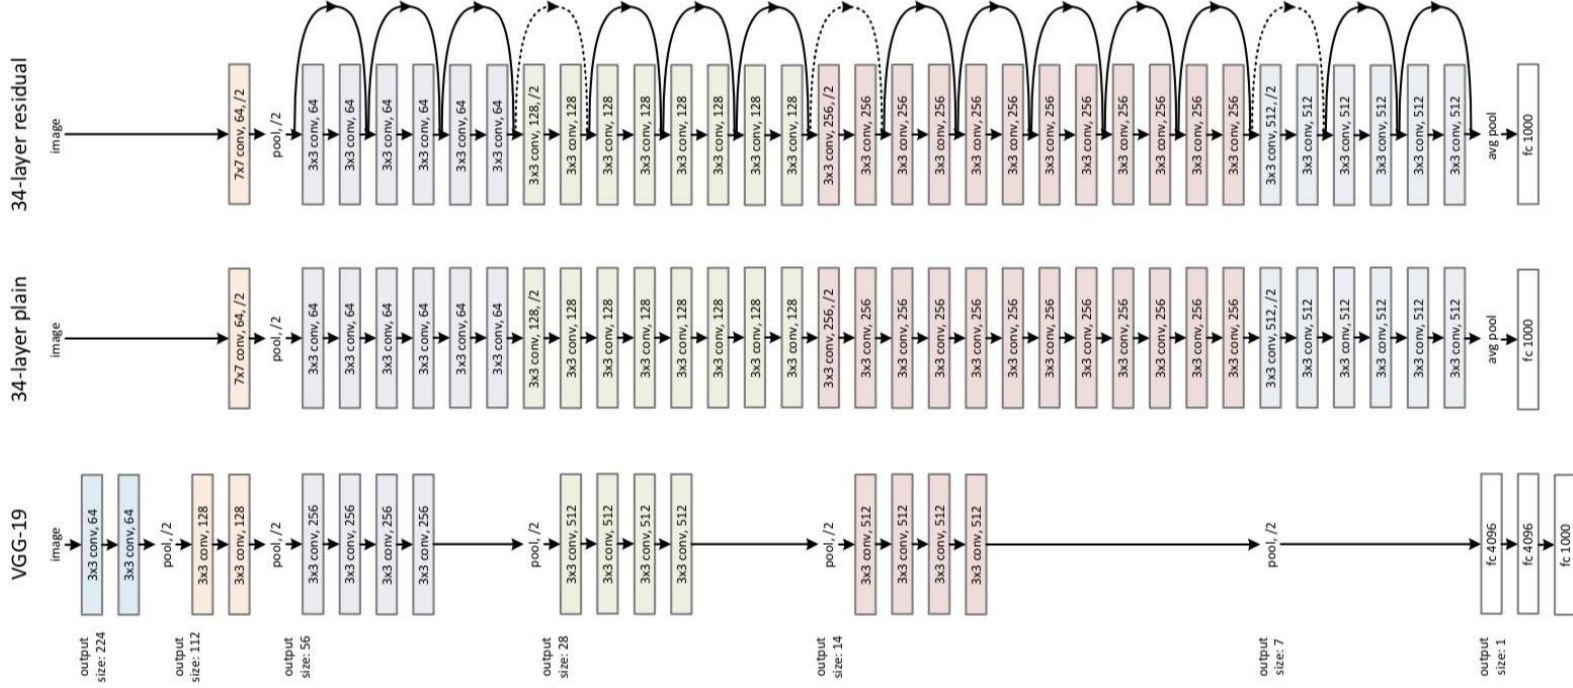 output
size: 224
output
size: 112
output
size: 56
output
size: 28
output
size: 14
output
size: 7
output
size: 1
VGG-19
image
3x3 conv, 64
3x3 conv, 64
pool, /2
3x3 conv, 128
3x3 conv, 128
pool, /2
3x3 conv, 256
3x3 conv, 256
3x3 conv, 256
3x3 conv, 256
pool, /2
3x3 conv, 512
3x3 conv, 512
3x3 conv, 512
3x3 conv, 512
pool, /2
3x3 conv, 512
3x3 conv, 512
3x3 conv, 512
3x3 conv, 512
pool, /2
fc 4096
fc 4096
fc 1000
34-layer plain
image
7x7 conv, 64, /2
pool, /2
3x3 conv, 64
3x3 conv, 64
3x3 conv, 64
3x3 conv, 64
3x3 conv, 64
3x3 conv, 64
3x3 conv, 128, /2
3x3 conv, 128
3x3 conv, 128
3x3 conv, 128
3x3 conv, 128
3x3 conv, 128
3x3 conv, 128
3x3 conv, 128
3x3 conv, 256, /2
3x3 conv, 256
3x3 conv, 256
3x3 conv, 256
3x3 conv, 256
3x3 conv, 256
3x3 conv, 256
3x3 conv, 256
3x3 conv, 256
3x3 conv, 256
3x3 conv, 256
3x3 conv, 256
3x3 conv, 512, /2
3x3 conv, 512
3x3 conv, 512
3x3 conv, 512
3x3 conv, 512
3x3 conv, 512
avg pool
fc 1000
34-layer residual
image
7x7 conv, 64, /2
pool, /2
3x3 conv, 64
3x3 conv, 64
3x3 conv, 64
3x3 conv, 64
3x3 conv, 64
3x3 conv, 64
3x3 conv, 128, /2
3x3 conv, 128
3x3 conv, 128
3x3 conv, 128
3x3 conv, 128
3x3 conv, 128
3x3 conv, 128
3x3 conv, 128
3x3 conv, 256, /2
3x3 conv, 256
3x3 conv, 256
3x3 conv, 256
3x3 conv, 256
3x3 conv, 256
3x3 conv, 256
3x3 conv, 256
3x3 conv, 256
3x3 conv, 256
3x3 conv, 256
3x3 conv, 256
3x3 conv, 512, /2
3x3 conv, 512
3x3 conv, 512
3x3 conv, 512
3x3 conv, 512
3x3 conv, 512
avg pool
fc 1000